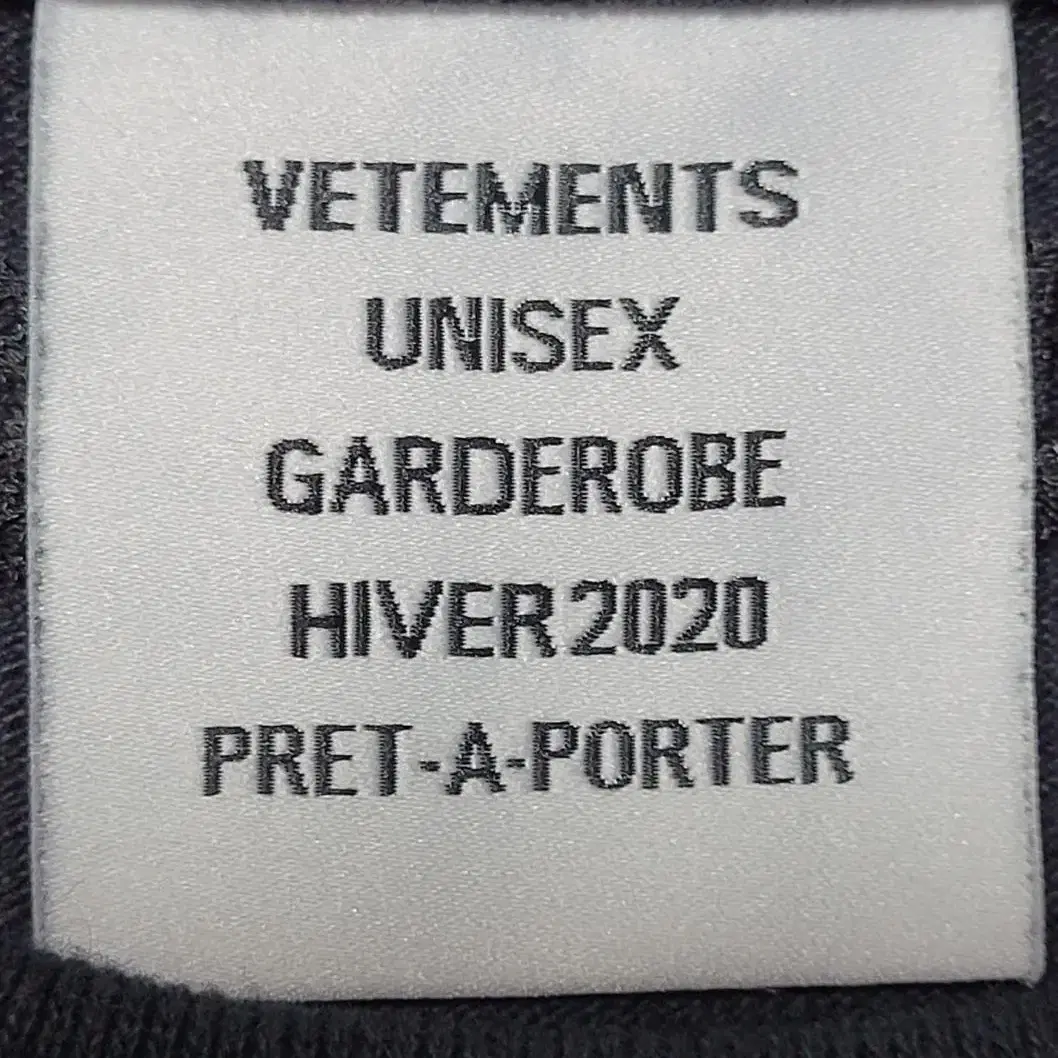 VETEMENTS
UNISEX
GARDEROBE
HIVER 2020
PRET-A-PORTER